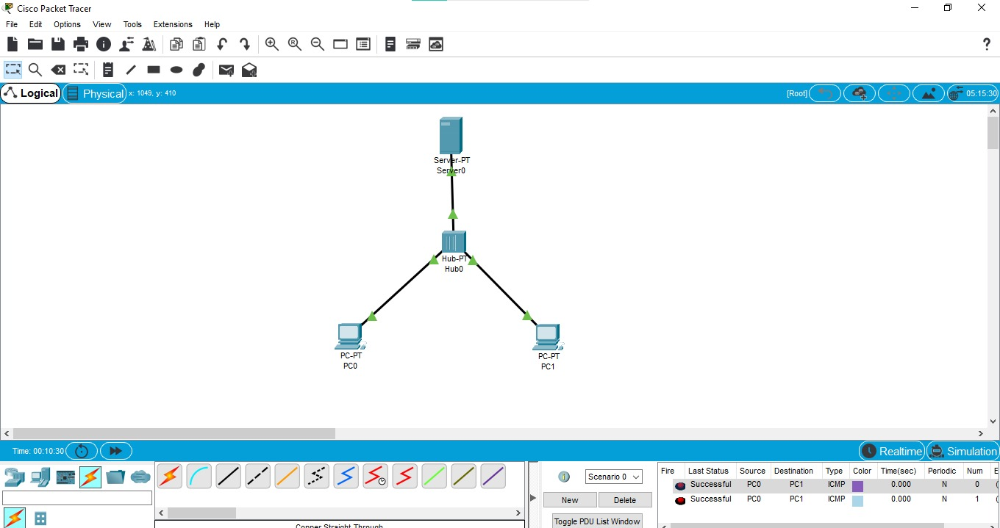 Cisco Packet Tracer
File Edit Options View Tools Extensions Help
?
Logical Physical x: 1049, y: 410 [Root] 05:15:30
Server-PT
Server0
Hub-PT
Hub0
PC-PT
PC0
PC-PT
PC1
Time: 00:10:30 Realtime Simulation
Scenario 0
New Delete
Toggle PDU List Window
Fire Last Status Source Destination Type Color Time(sec) Periodic Num E
Successful PC0 PC1 ICMP 0.000 N 0 (
Successful PC0 PC1 ICMP 0.000 N 1 (
Copper Straight-Through